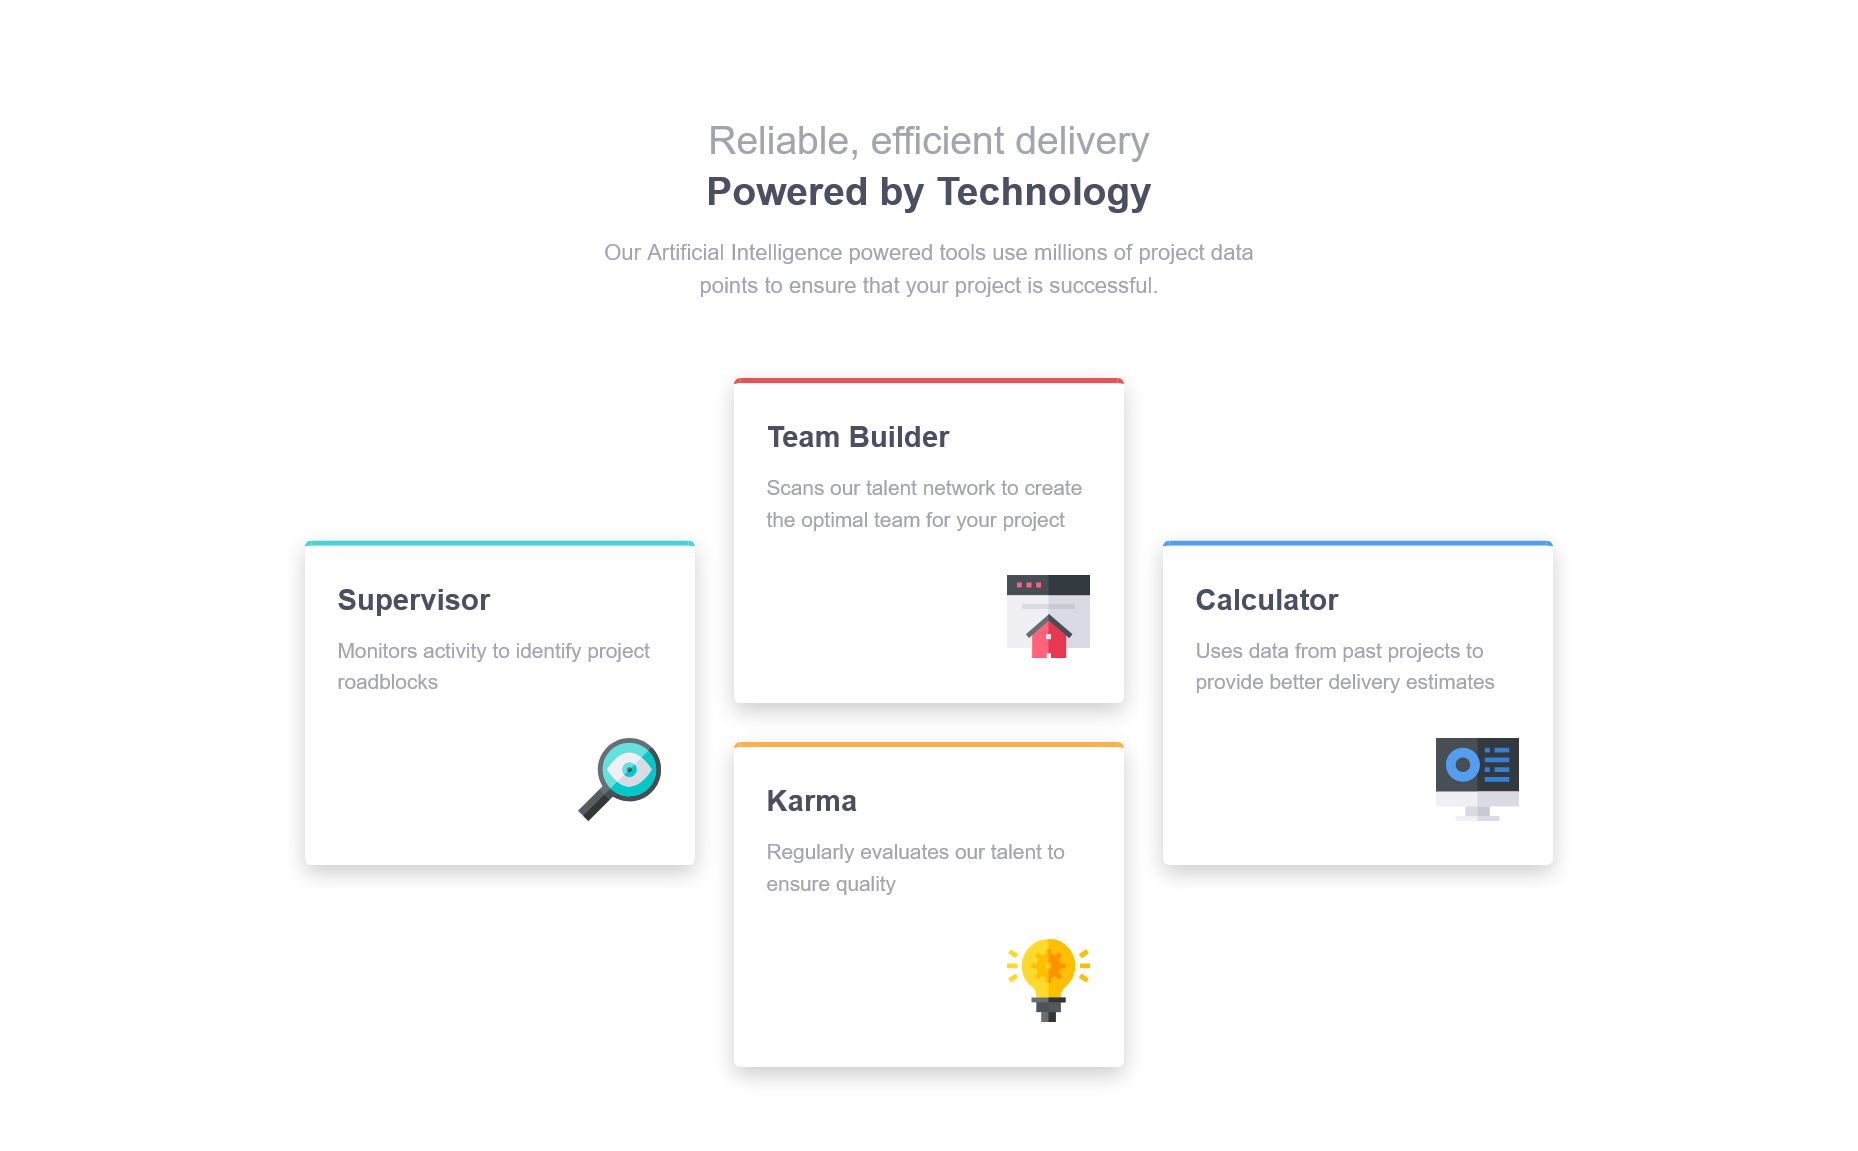 Reliable, efficient delivery
Powered by Technology
Our Artificial Intelligence powered tools use millions of project data
points to ensure that your project is successful.
Supervisor
Monitors activity to identify project
roadblocks
Team Builder
Scans our talent network to create
the optimal team for your project
Karma
Regularly evaluates our talent to
ensure quality
Calculator
Uses data from past projects to
provide better delivery estimates